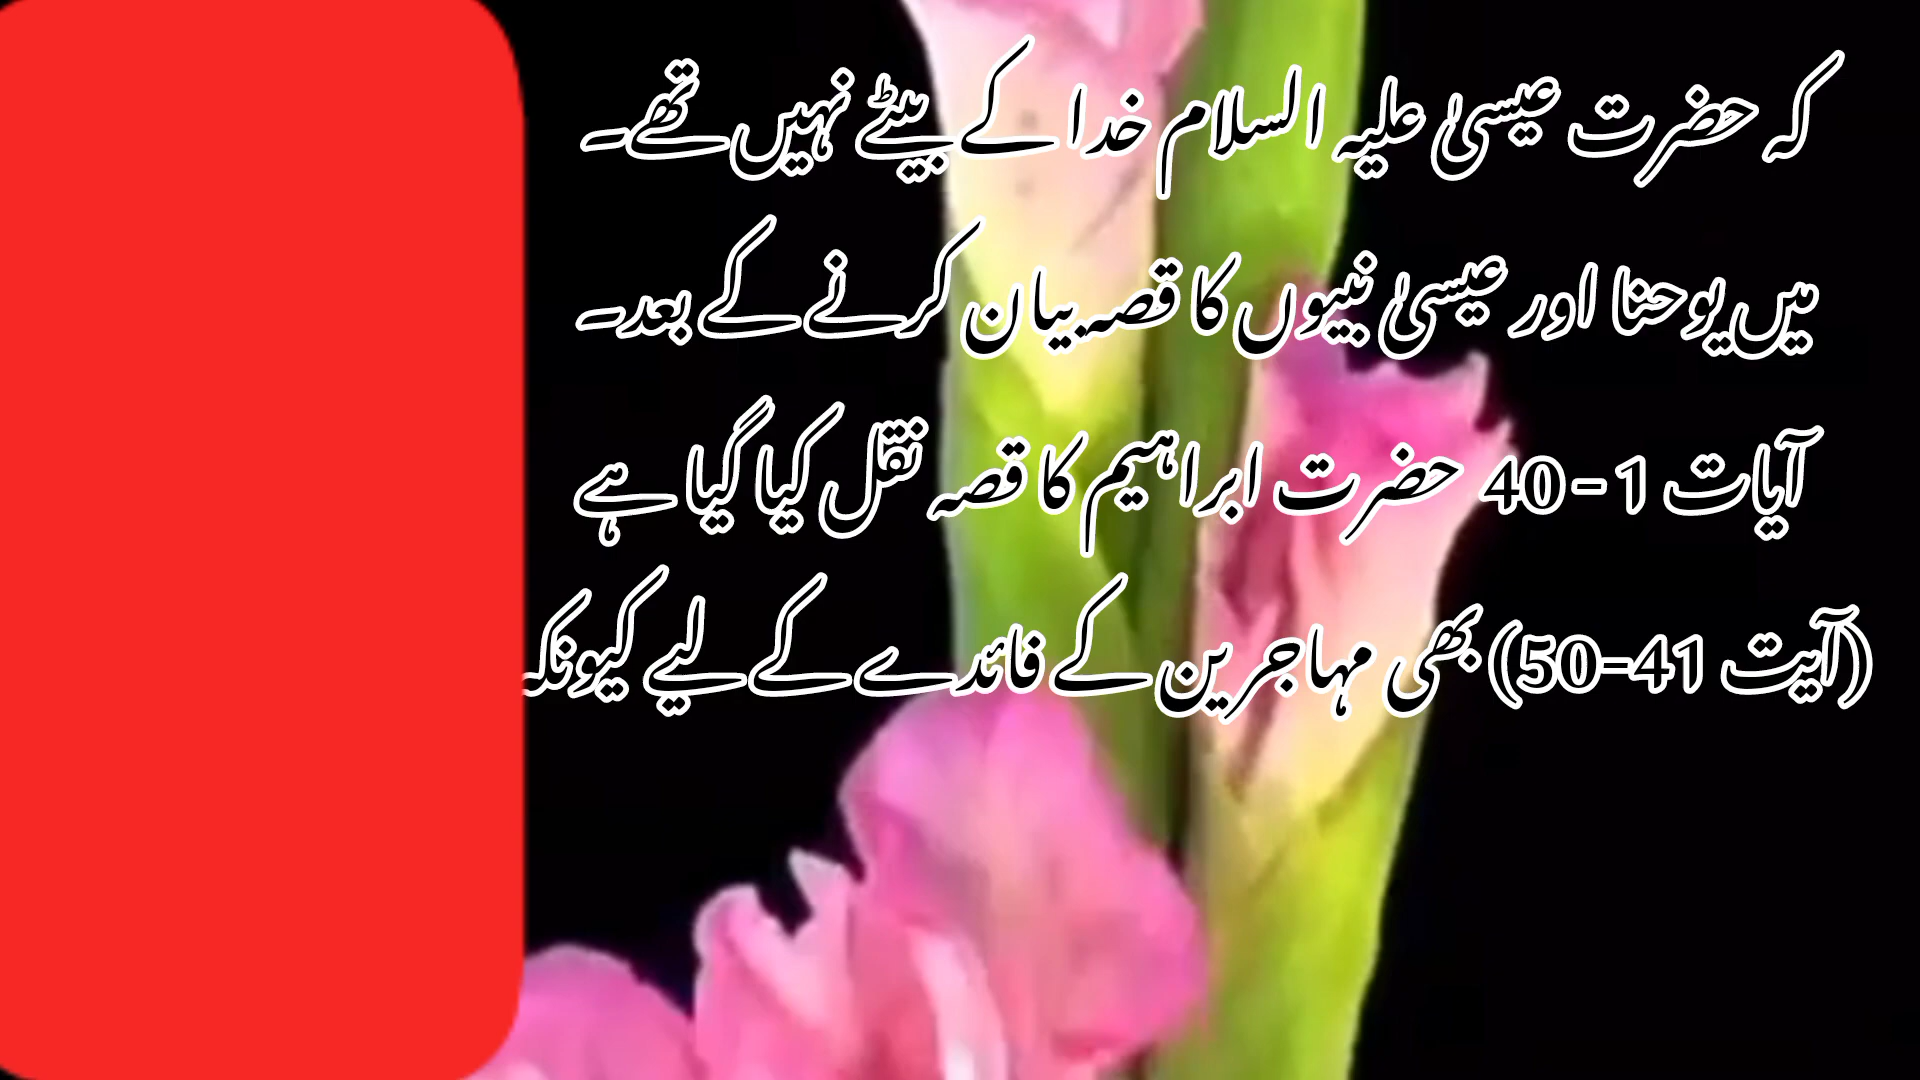 کہ حضرت عیسیٰ علیہ السلام خدا کے بیٹے نہیں تھے۔
میں یوحنا اور عیسیٰ نبیوں کا قصہ بیان کرنے کے بعد۔
آیات 1-40 حضرت ابراہیم کا قصہ نقل کیا گیا ہے
(آیت 41-50) بھی مہاجرین کے فائدے کے لیے کیونکہ